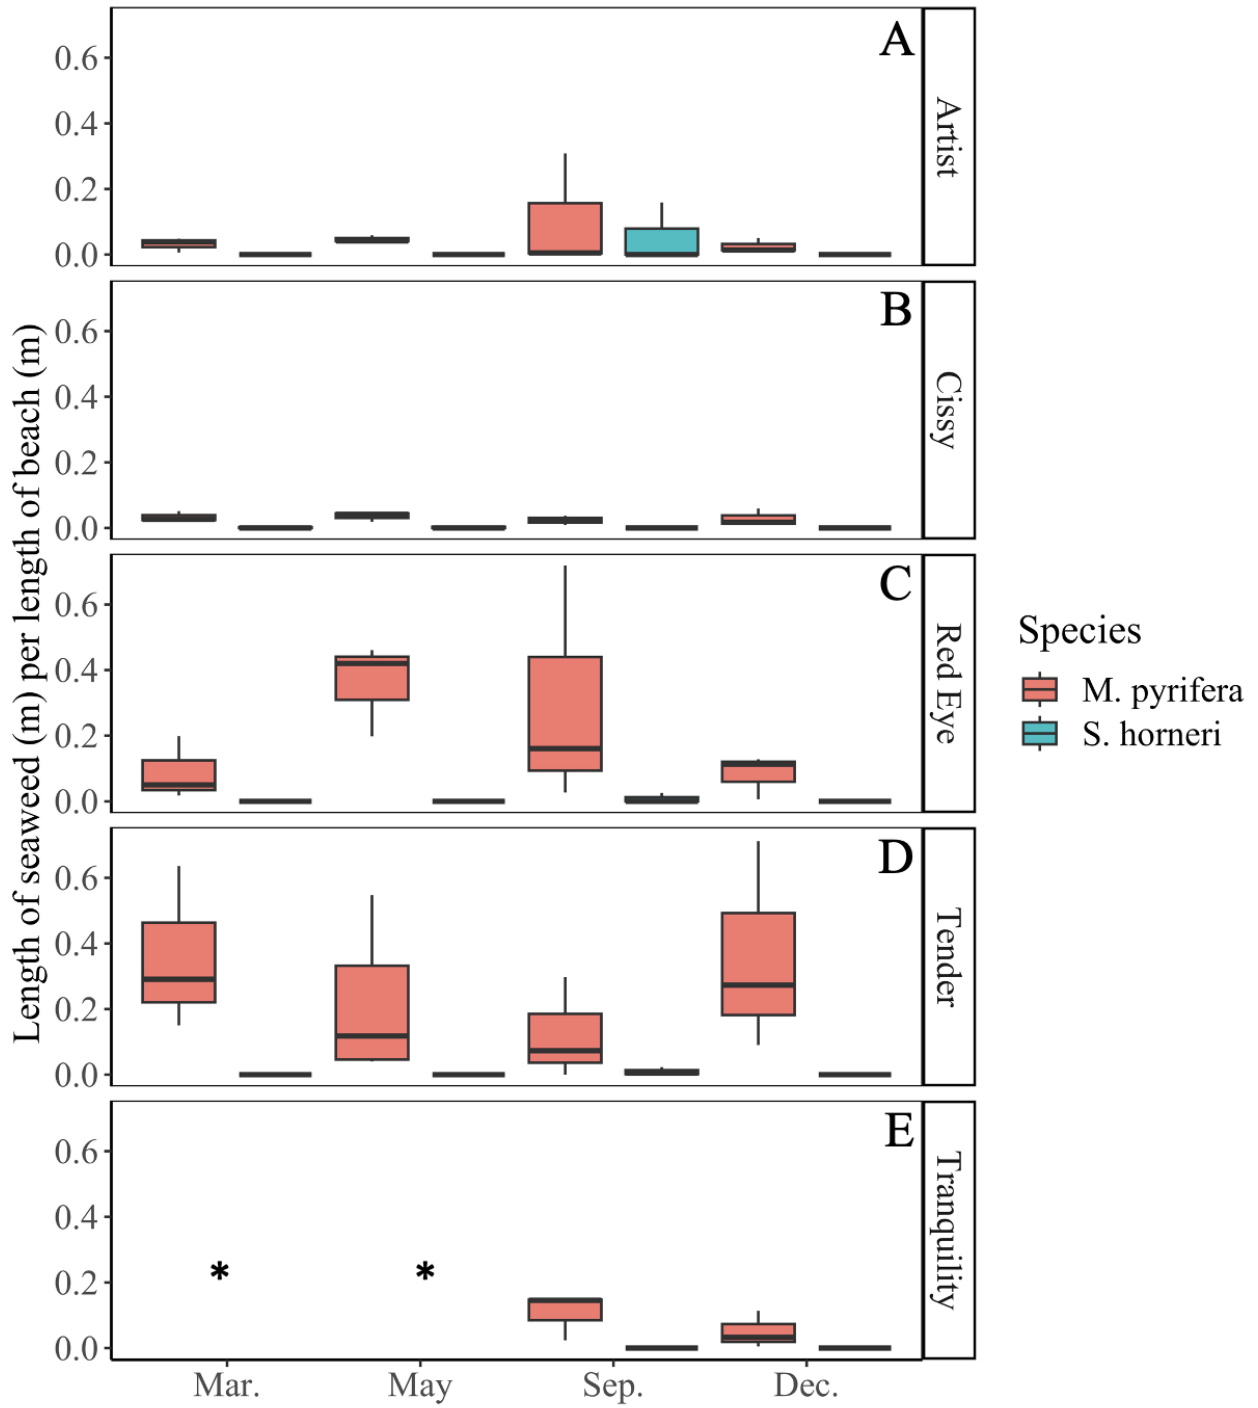 Length of seaweed (m) per length of beach (m)
A
0.6
0.4
0.2
0.0
Artist
B
0.6
0.4
0.2
0.0
Cissy
C
0.6
0.4
0.2
0.0
Red Eye
D
0.6
0.4
0.2
0.0
Tender
E
0.6
0.4
0.2
0.0
* *
Tranquility
Mar. May Sep. Dec.
Species
M. pyrifera
S. horneri